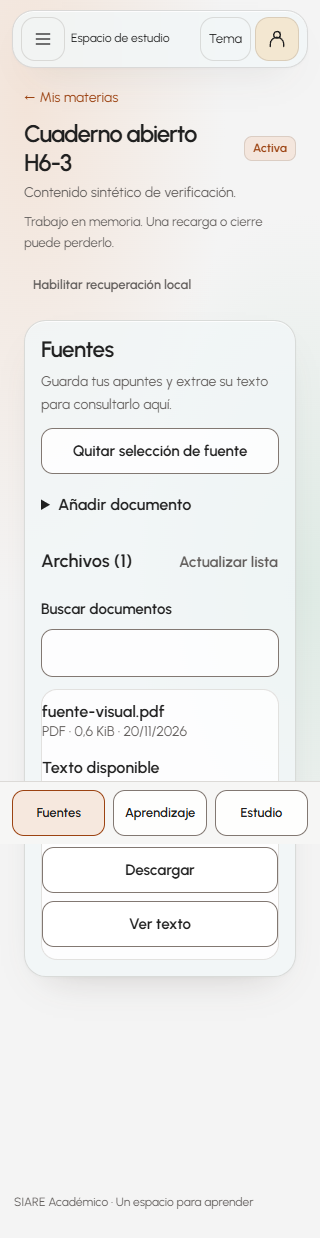 Espacio de estudio
Tema
← Mis materias
Cuaderno abierto
H6-3
Activa
Contenido sintético de verificación.
Trabajo en memoria. Una recarga o cierre
puede perderlo.
Habilitar recuperación local
Fuentes
Guarda tus apuntes y extrae su texto
para consultarlo aquí.
Quitar selección de fuente
▶ Añadir documento
Archivos (1)
Actualizar lista
Buscar documentos
fuente-visual.pdf
PDF · 0,6 KiB · 20/11/2026
Texto disponible
Fuentes
Aprendizaje
Estudio
Descargar
Ver texto
SIARE Académico · Un espacio para aprender